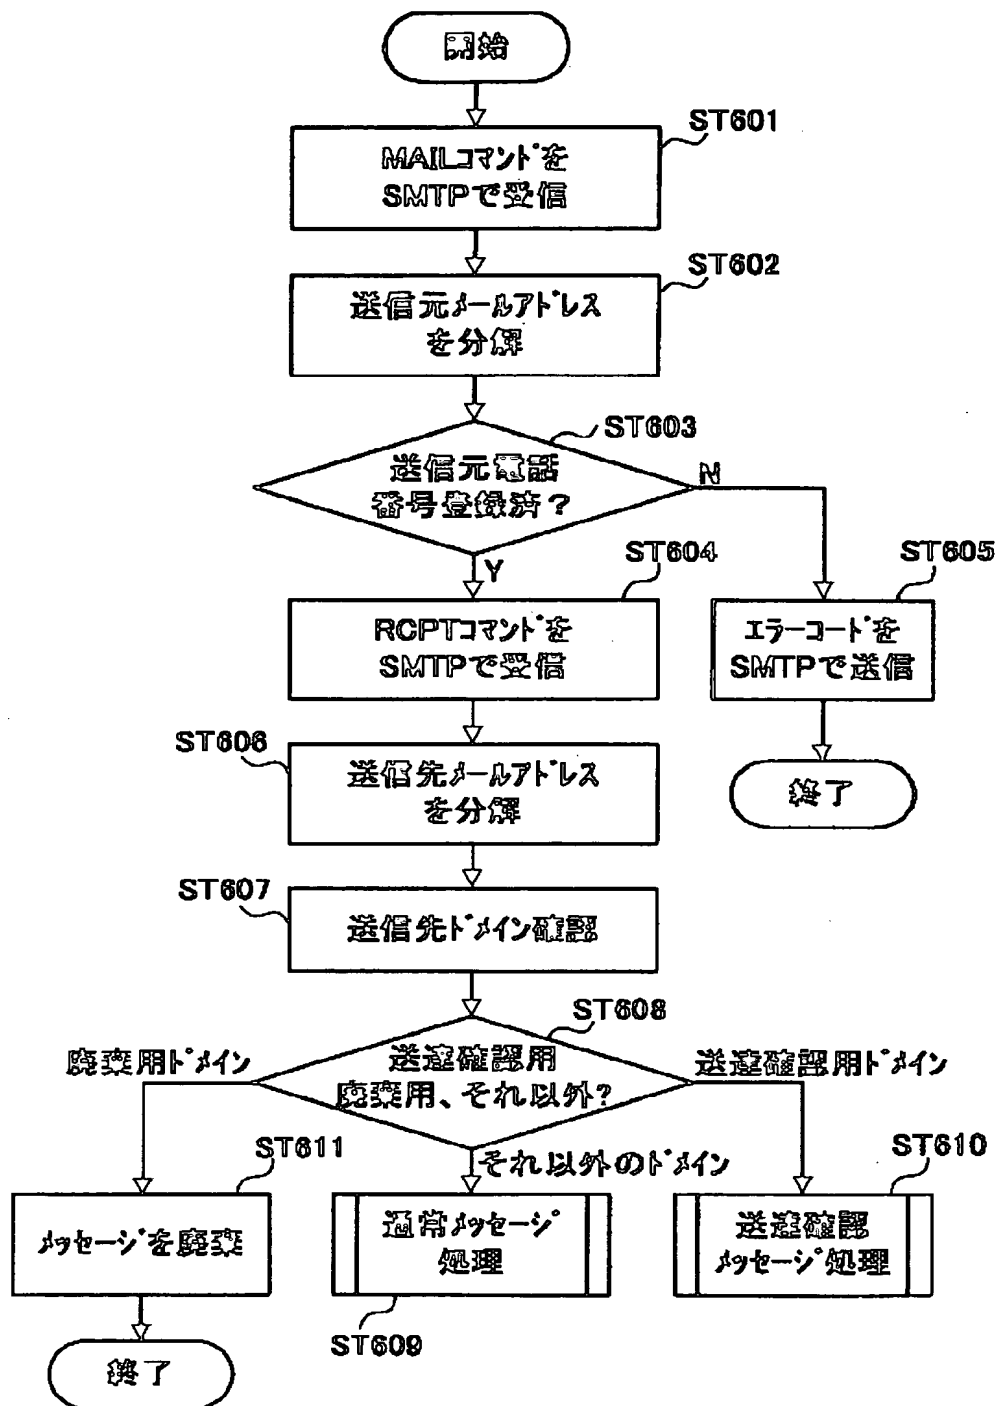 開始
ST601
MAILコマンドを
SMTPで受信
ST602
送信元メールアドレス
を分解
ST603
送信元電話
番号登録済？
N
Y
ST604
RCPTコマンドを
SMTPで受信
ST605
エラーコードを
SMTPで送信
終了
ST606
送信先メールアドレス
を分解
ST607
送信先ドメイン確認
ST608
送達確認用
廃棄用、それ以外?
廃棄用ドメイン
送達確認用ドメイン
それ以外のドメイン
ST611
メッセージを廃棄
終了
通常メッセージ
処理
ST609
ST610
送達確認
メッセージ処理